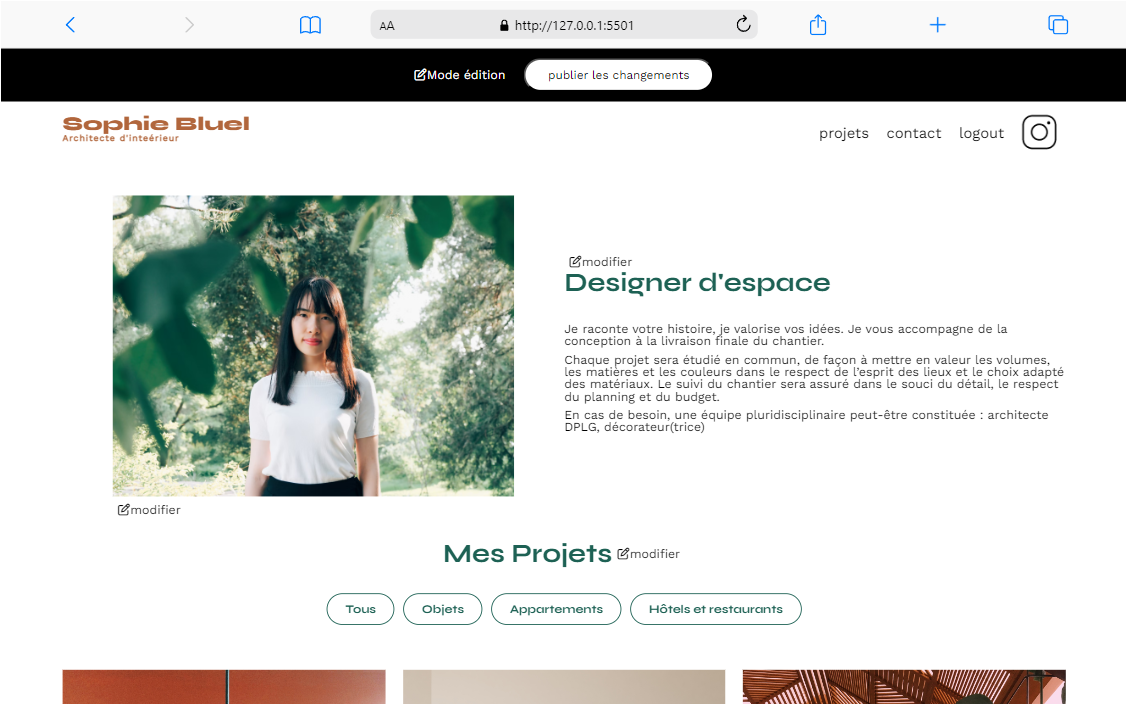 AA
http://127.0.0.1:5501
Mode édition
publier les changements
Sophie Bluel
Architecte d'inteérieur
projets
contact
logout
modifier
Designer d'espace
Je raconte votre histoire, je valorise vos idées. Je vous accompagne de la
conception à la livraison finale du chantier.
Chaque projet sera étudié en commun, de façon à mettre en valeur les volumes,
les matières et les couleurs dans le respect de l'esprit des lieux et le choix adapté
des matériaux. Le suivi du chantier sera assuré dans le souci du détail, le respect
du planning et du budget.
En cas de besoin, une équipe pluridisciplinaire peut-être constituée : architecte
DPLG, décorateur(trice)
modifier
Mes Projets
modifier
Tous
Objets
Appartements
Hôtels et restaurants